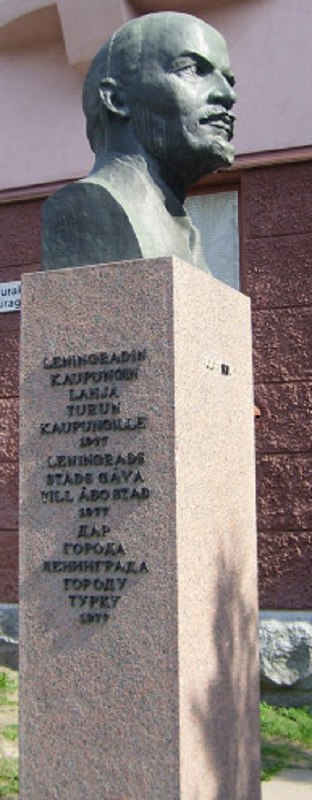 LENINGRADIN
KAUPUNGIN
LAHJA
TURUN
KAUPUNGILLE
1977
LENINGRADS
STADS GÅVA
TILL ÅBO STAD
1977
ДАР
ГОРОДА
ЛЕНИНГРАДА
ГОРОДУ
ТУРКУ
1977